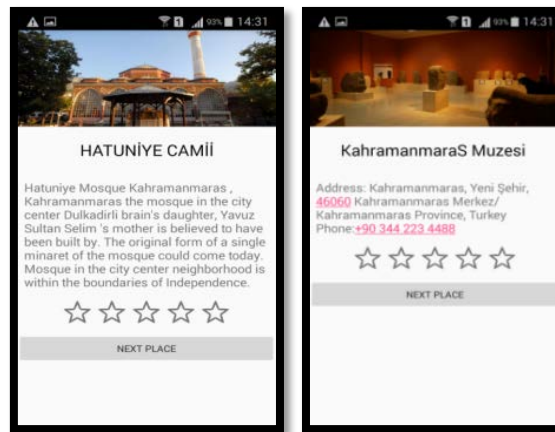 93% 14:31
HATUNİYE CAMİİ
Hatuniye Mosque Kahramanmaras ,
Kahramanmaras the mosque in the city
center Dulkadirli brain's daughter, Yavuz
Sultan Selim 's mother is believed to have
been built by. The original form of a single
minaret of the mosque could come today.
Mosque in the city center neighborhood is
within the boundaries of Independence.
NEXT PLACE
93% 14:31
KahramanmaraS Muzesi
Address: Kahramanmaras, Yeni Şehir,
46060 Kahramanmaras Merkez/
Kahramanmaras Province, Turkey
Phone:+90 344 223 4488
NEXT PLACE